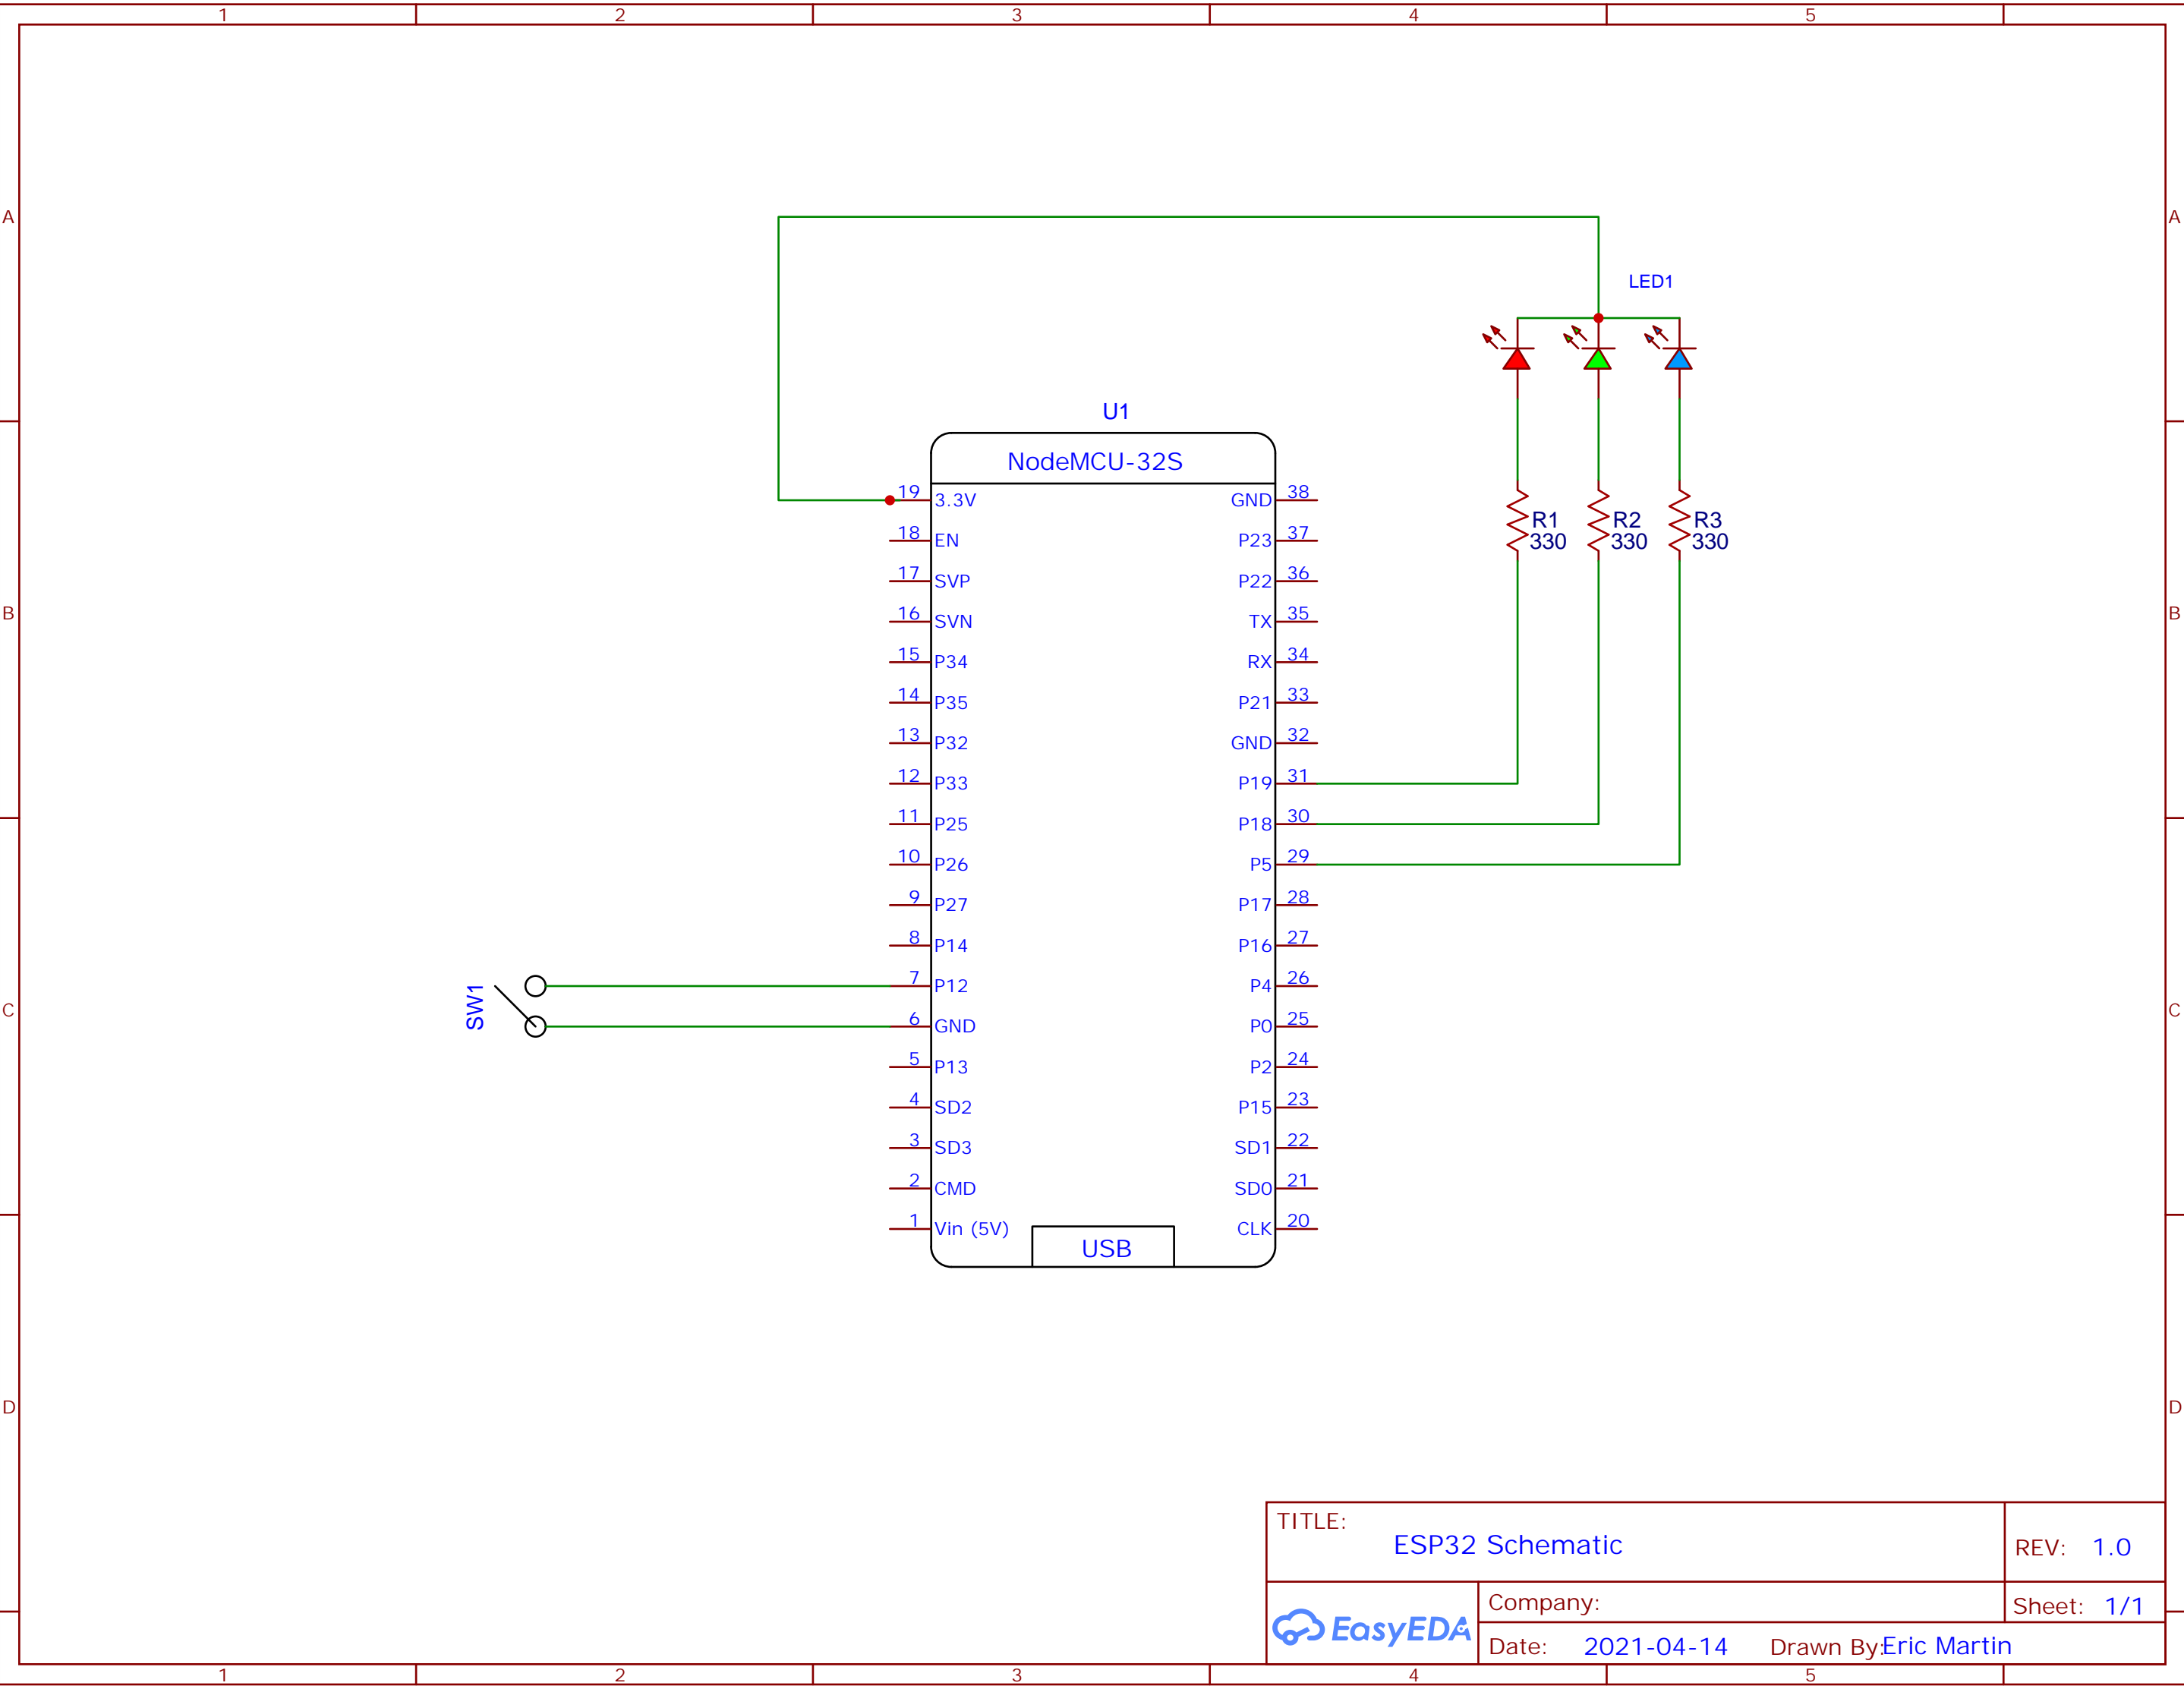 1 2 3 4 5
A A
LED1
U1
NodeMCU-32S
19 3.3V GND 38
R1 R2 R3
330 330 330
18 EN P23 37
17 SVP P22 36
B B
16 SVN TX 35
15 P34 RX 34
14 P35 P21 33
13 P32 GND 32
12 P33 P19 31
11 P25 P18 30
10 P26 P5 29
9 P27 P17 28
8 P14 P16 27
7 P12 P4 26
SW1
C C
6 GND P0 25
5 P13 P2 24
4 SD2 P15 23
3 SD3 SD1 22
2 CMD SD0 21
1 Vin (5V) CLK 20
USB
D D
TITLE:
ESP32 Schematic
REV: 1.0
EasyEDA
Company:
Sheet: 1/1
Date: 2021-04-14 Drawn By: Eric Martin
1 2 3 4 5